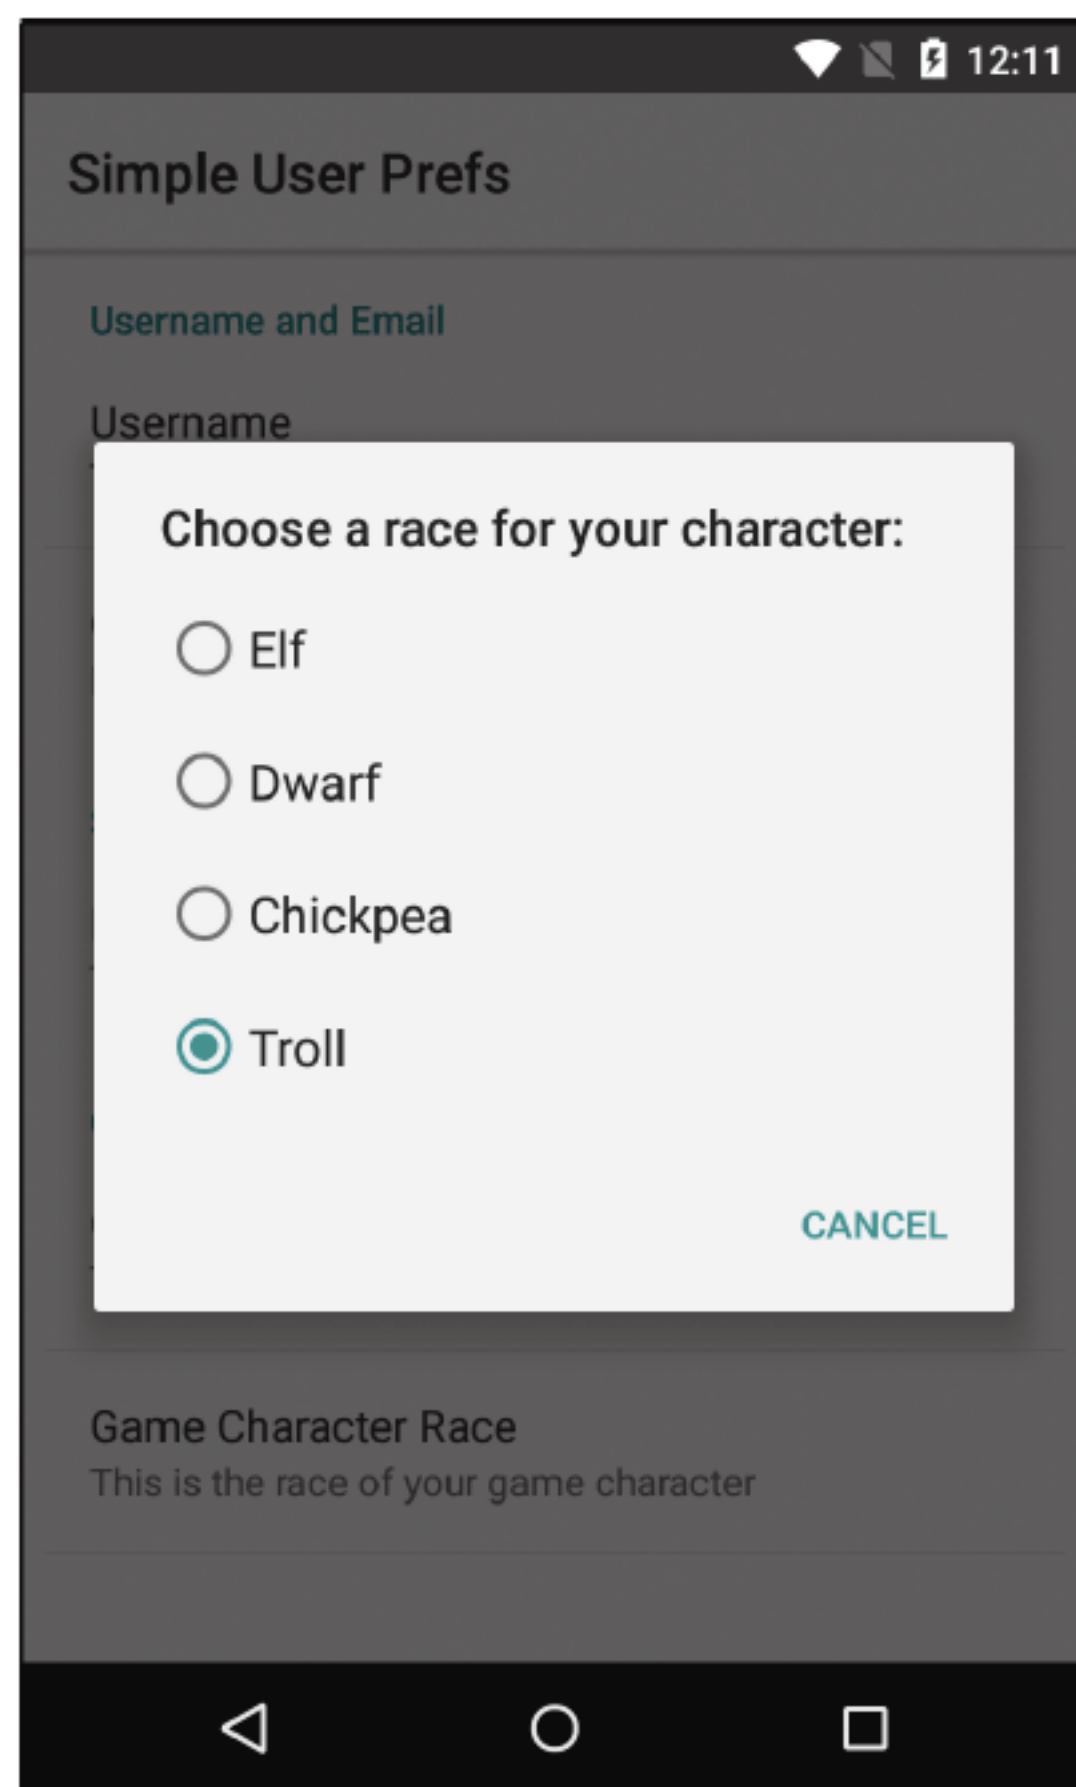 12:11
Simple User Prefs
Username and Email
Username
Choose a race for your character:
Elf
Dwarf
Chickpea
Troll
CANCEL
Game Character Race
This is the race of your game character